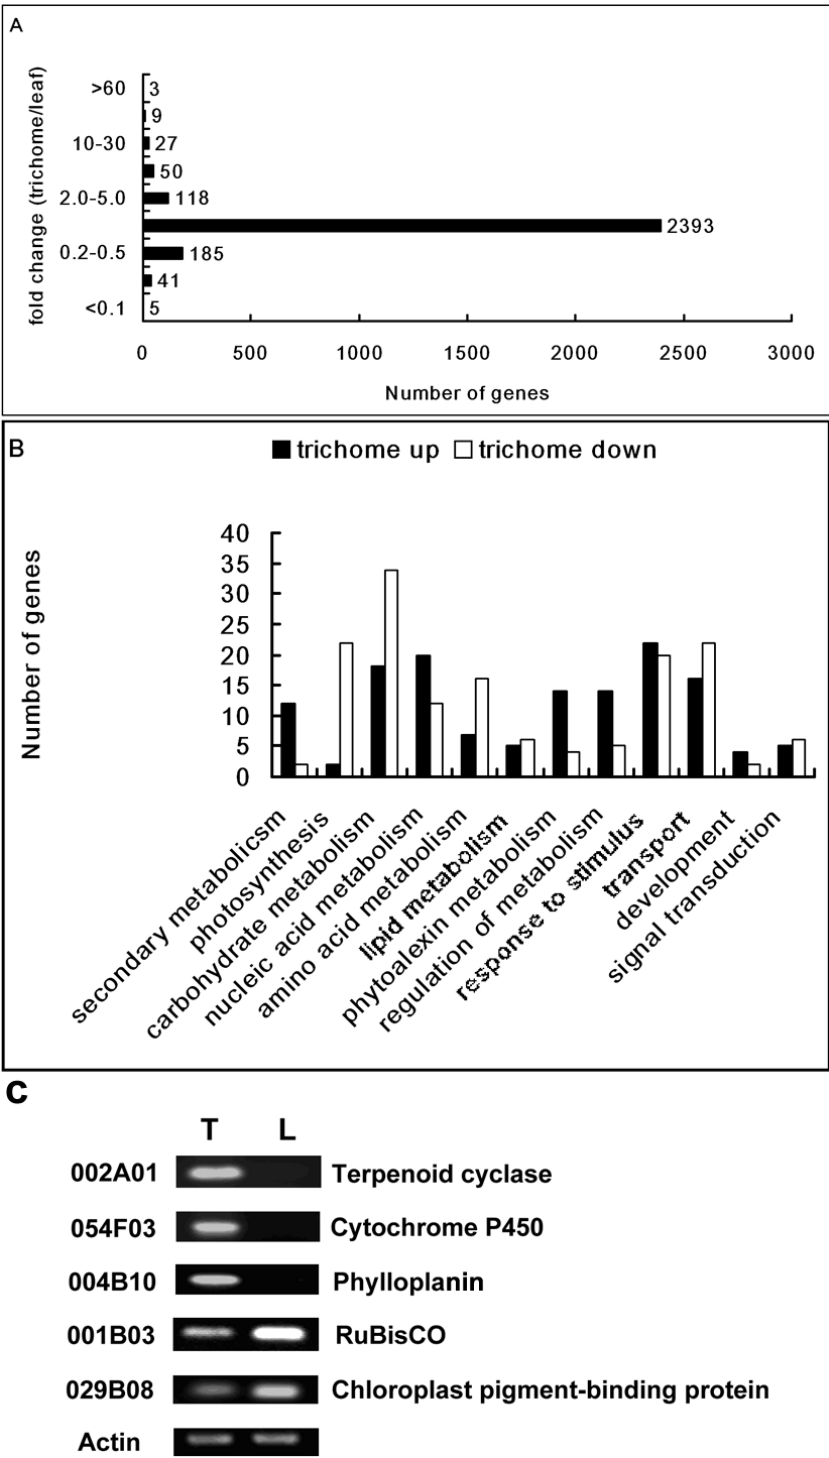 A
fold change (trichome/leaf)
>60 3
9
10-30 27
50
2.0-5.0 118
2393
0.2-0.5 185
41
<0.1 5
0 500 1000 1500 2000 2500 3000
Number of genes
B
trichome up trichome down
Number of genes
40
35
30
25
20
15
10
5
0
secondary metabolicsm
photosynthesis
carbohydrate metabolism
nucleic acid metabolism
amino acid metabolism
lipid metabolism
phytoalexin metabolism
regulation of metabolism
response to stimulus
transport
development
signal transduction
C
T L
002A01 Terpenoid cyclase
054F03 Cytochrome P450
004B10 Phylloplanin
001B03 RuBisCO
029B08 Chloroplast pigment-binding protein
Actin